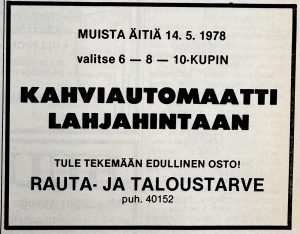 MUISTA ÄITIÄ 14. 5. 1978
valitse 6 — 8 — 10-KUPIN
KAHVIAUTOMAATTI
LAHJAHINTAAN
TULE TEKEMÄÄN EDULLINEN OSTO!
RAUTA- JA TALOUSTARVE
puh. 40152